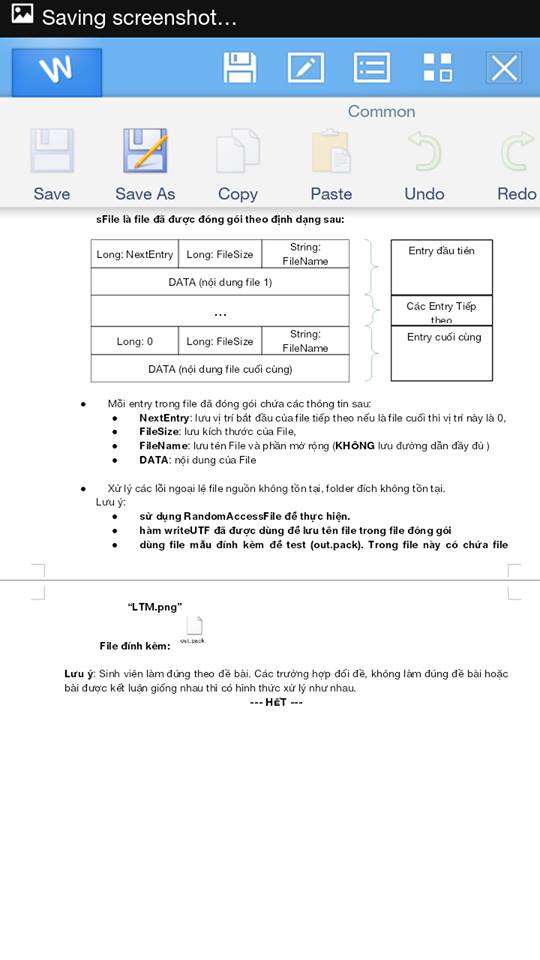 Saving screenshot...
W
Common
Save Save As Copy Paste Undo Redo
sFile là file đã được đóng gói theo định dạng sau:
Long: NextEntry Long: FileSize String: FileName Entry đầu tiên
DATA (nội dung file 1)
... Các Entry Tiếp theo
Long: 0 Long: FileSize String: FileName Entry cuối cùng
DATA (nội dung file cuối cùng)
● Mỗi entry trong file đã đóng gói chứa các thông tin sau:
● NextEntry: lưu vị trí bắt đầu của file tiếp theo nếu là file cuối thì vị trí này là 0,
● FileSize: lưu kích thước của File,
● FileName: lưu tên File và phần mở rộng (KHÔNG lưu đường dẫn đầy đủ )
● DATA: nội dung của File
● Xử lý các lỗi ngoại lệ file nguồn không tồn tại, folder đích không tồn tại.
Lưu ý:
● sử dụng RandomAccessFile để thực hiện.
● hàm writeUTF đã được dùng để lưu tên file trong file đóng gói
● dùng file mẫu đính kèm để test (out.pack). Trong file này có chứa file
“LTM.png”
out.pack
File đính kèm:
Lưu ý: Sinh viên làm đúng theo đề bài. Các trường hợp đổi đề, không làm đúng đề bài hoặc
bài được kết luận giống nhau thì có hình thức xử lý như nhau.
--- HẾT ---